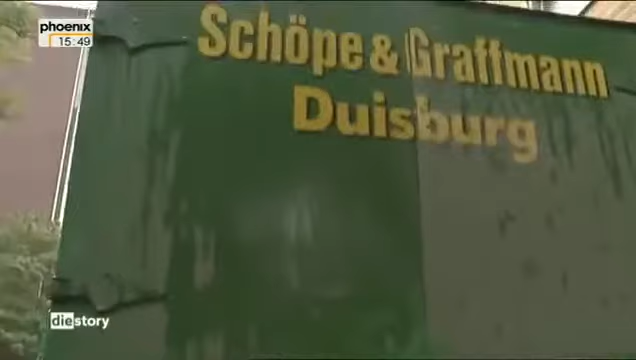 phoenix
15:49
Schöpe & Graffmann
Duisburg
diestory